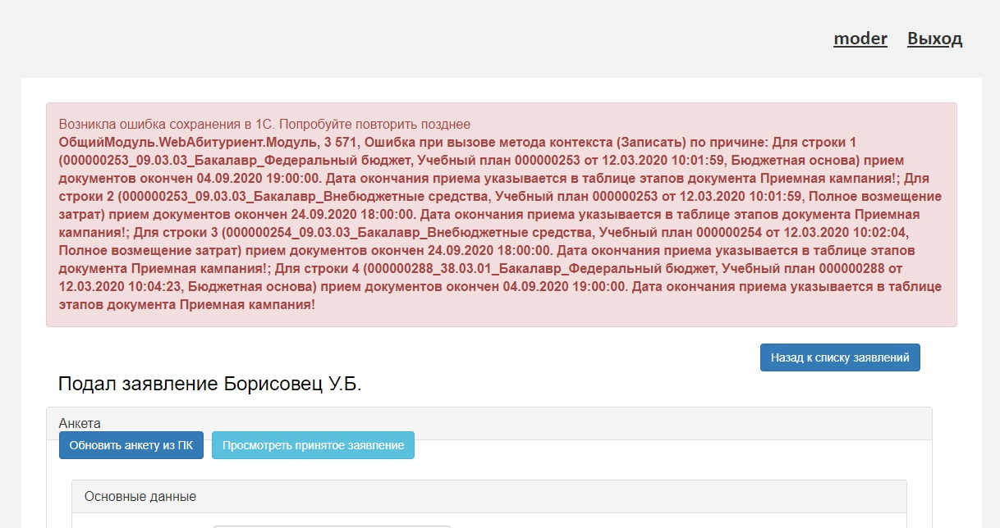 moder Выход
Возникла ошибка сохранения в 1С. Попробуйте повторить позднее
ОбщийМодуль.WebАбитуриент.Модуль, 3 571, Ошибка при вызове метода контекста (Записать) по причине: Для строки 1
(000000253_09.03.03_Бакалавр_Федеральный бюджет, Учебный план 000000253 от 12.03.2020 10:01:59, Бюджетная основа) прием
документов окончен 04.09.2020 19:00:00. Дата окончания приема указывается в таблице этапов документа Приемная кампания!; Для
строки 2 (000000253_09.03.03_Бакалавр_Внебюджетные средства, Учебный план 000000253 от 12.03.2020 10:01:59, Полное возмещение
затрат) прием документов окончен 24.09.2020 18:00:00. Дата окончания приема указывается в таблице этапов документа Приемная
кампания!; Для строки 3 (000000254_09.03.03_Бакалавр_Внебюджетные средства, Учебный план 000000254 от 12.03.2020 10:02:04,
Полное возмещение затрат) прием документов окончен 24.09.2020 18:00:00. Дата окончания приема указывается в таблице этапов
документа Приемная кампания!; Для строки 4 (000000288_38.03.01_Бакалавр_Федеральный бюджет, Учебный план 000000288 от
12.03.2020 10:04:23, Бюджетная основа) прием документов окончен 04.09.2020 19:00:00. Дата окончания приема указывается в таблице
этапов документа Приемная кампания!
Назад к списку заявлений
Подал заявление Борисовец У.Б.
Анкета
Обновить анкету из ПК Просмотреть принятое заявление
Основные данные